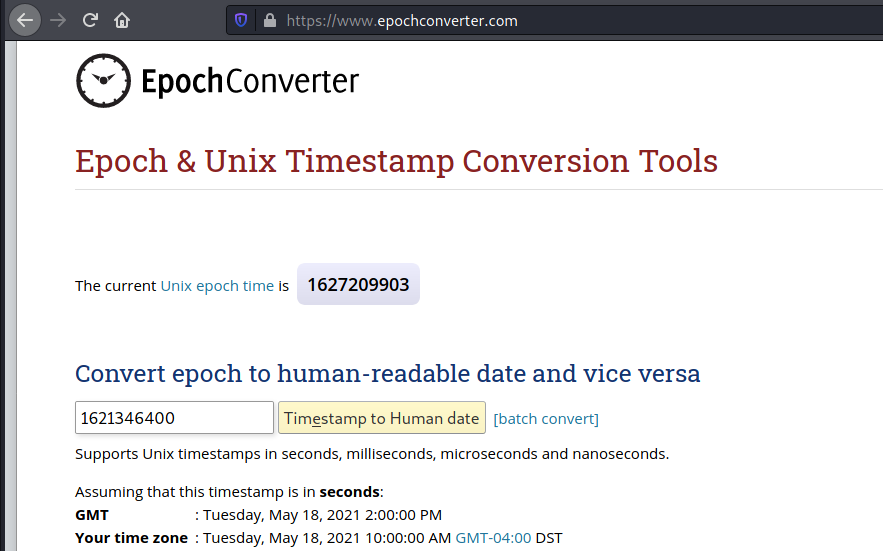 https://www.epochconverter.com
EpochConverter
Epoch & Unix Timestamp Conversion Tools
The current Unix epoch time is 1627209903
Convert epoch to human-readable date and vice versa
1621346400 Timestamp to Human date [batch convert]
Supports Unix timestamps in seconds, milliseconds, microseconds and nanoseconds.
Assuming that this timestamp is in seconds:
GMT : Tuesday, May 18, 2021 2:00:00 PM
Your time zone : Tuesday, May 18, 2021 10:00:00 AM GMT-04:00 DST